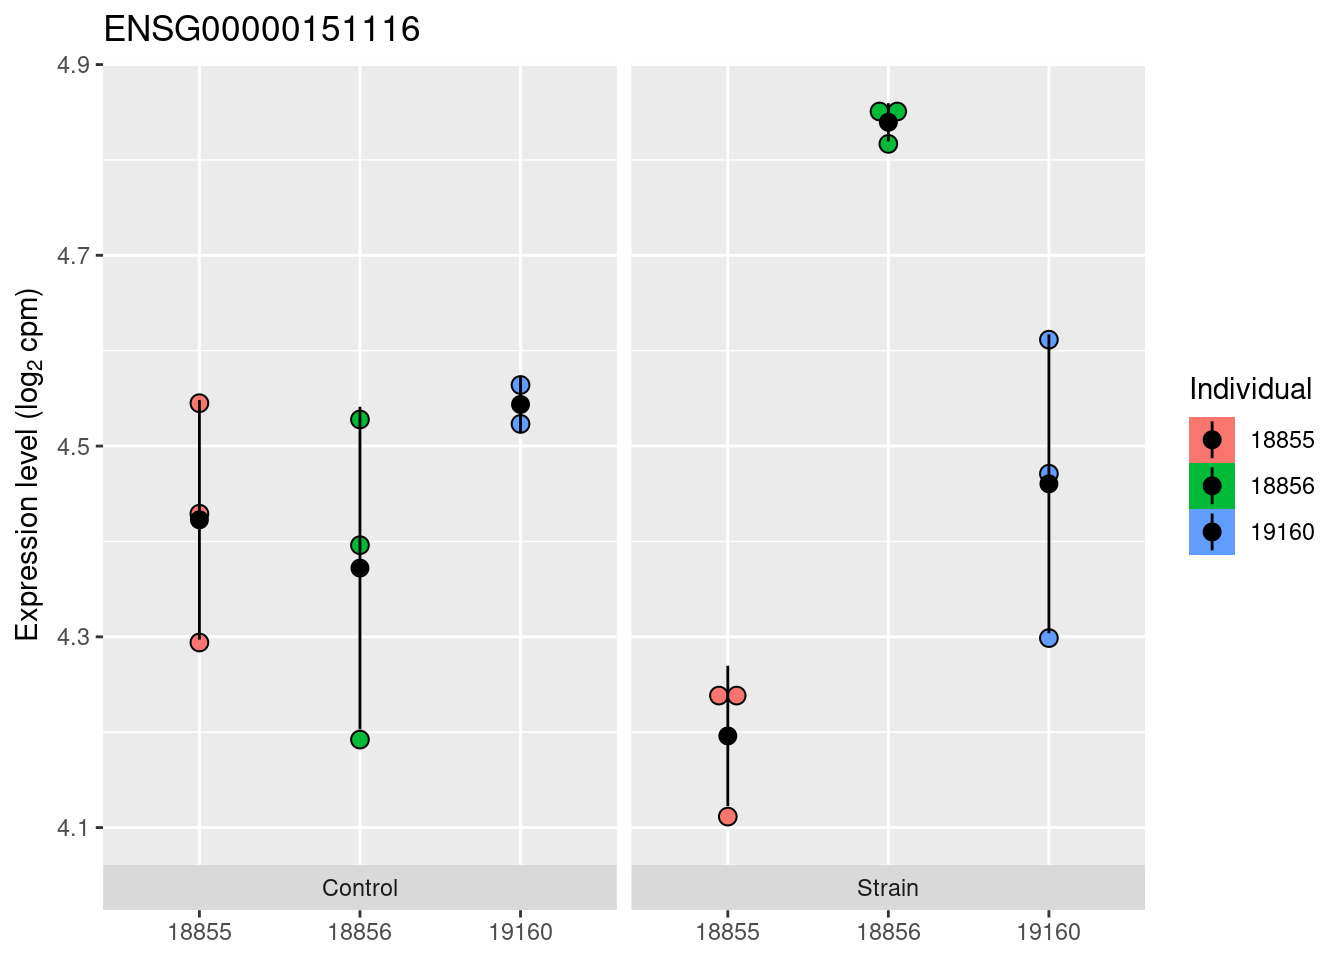 ENSG00000151116
4.9
4.7
4.5
4.3
4.1
Expression level (log₂ cpm)
Control
Strain
18855 18856 19160
18855 18856 19160
Individual
18855
18856
19160